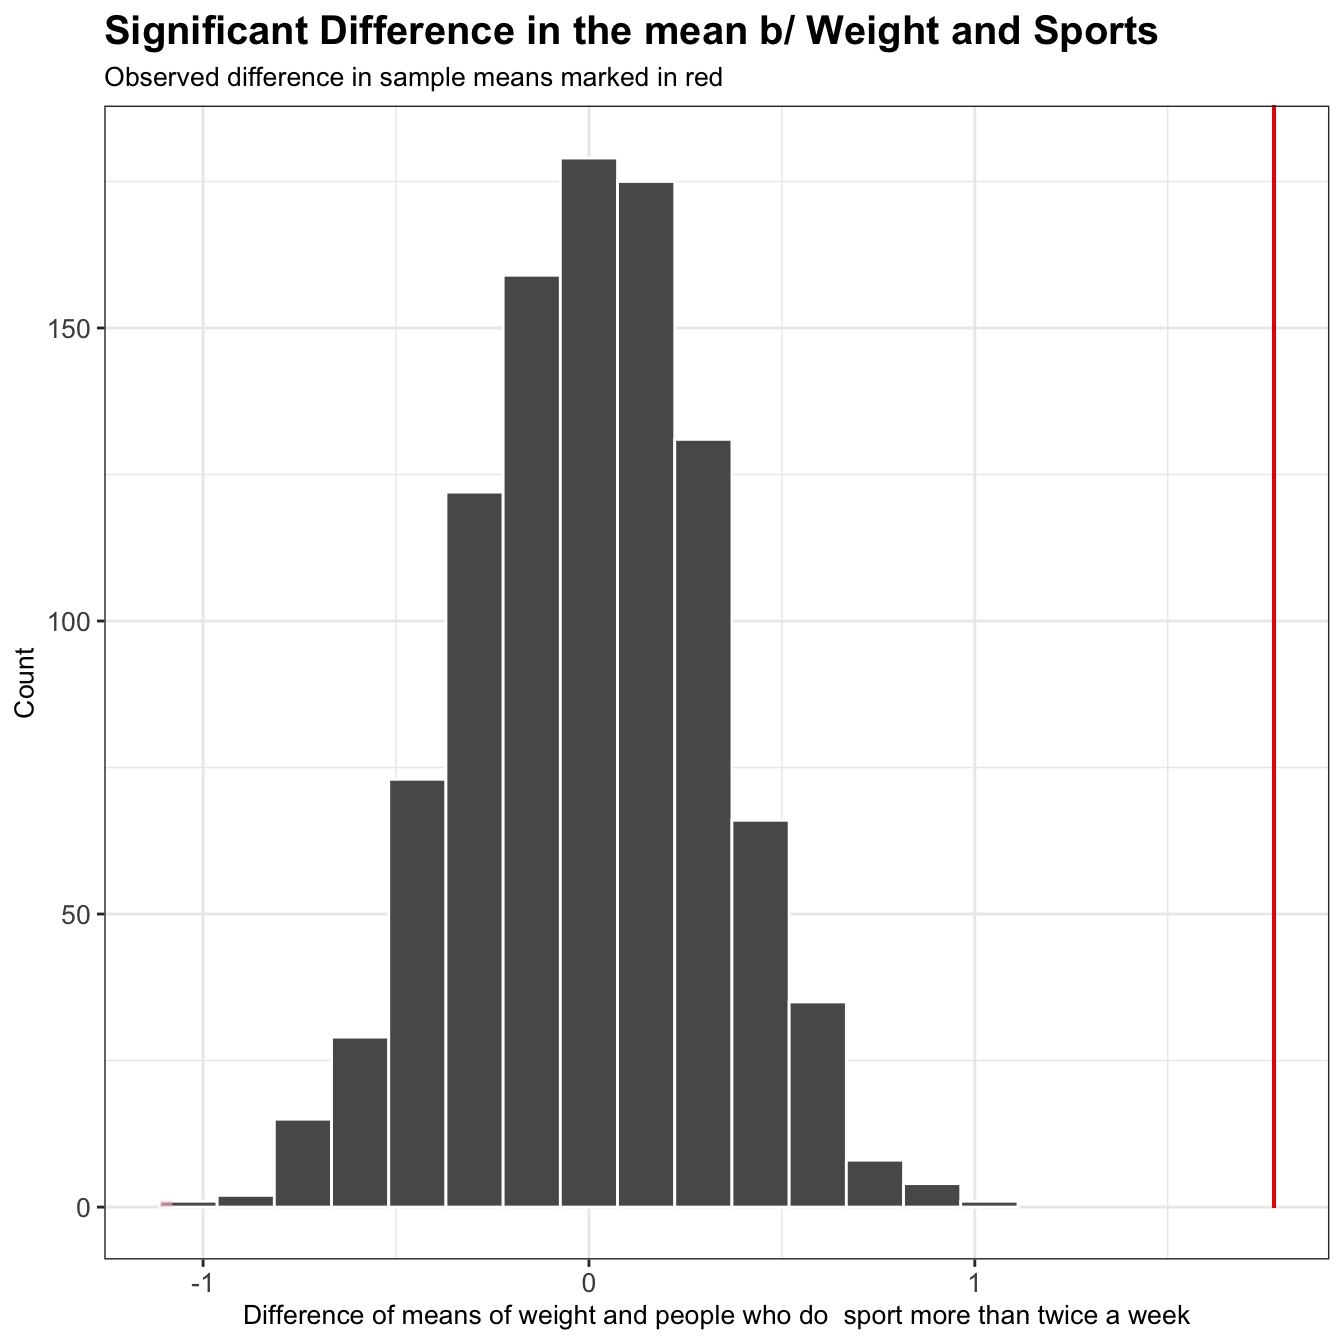 Significant Difference in the mean b/ Weight and Sports
Observed difference in sample means marked in red
150
100
50
0
Count
-1
0
1
Difference of means of weight and people who do  sport more than twice a week